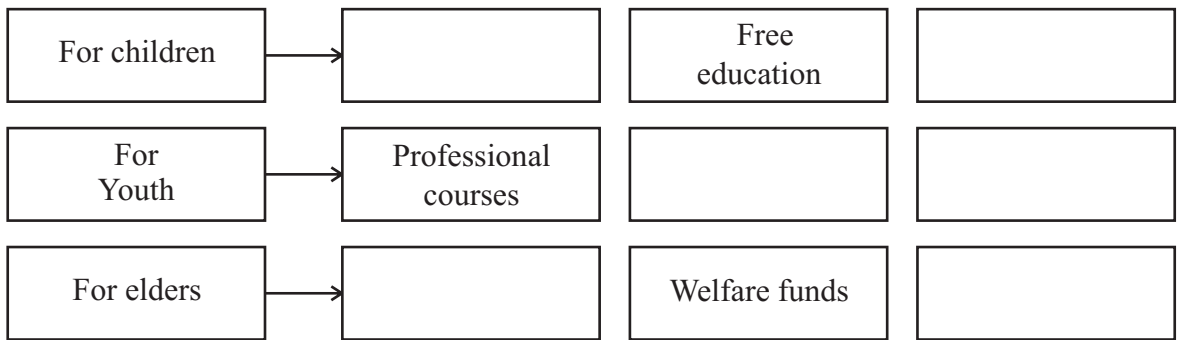 For children
Free
education
For
Youth
Professional
courses
For elders
Welfare funds